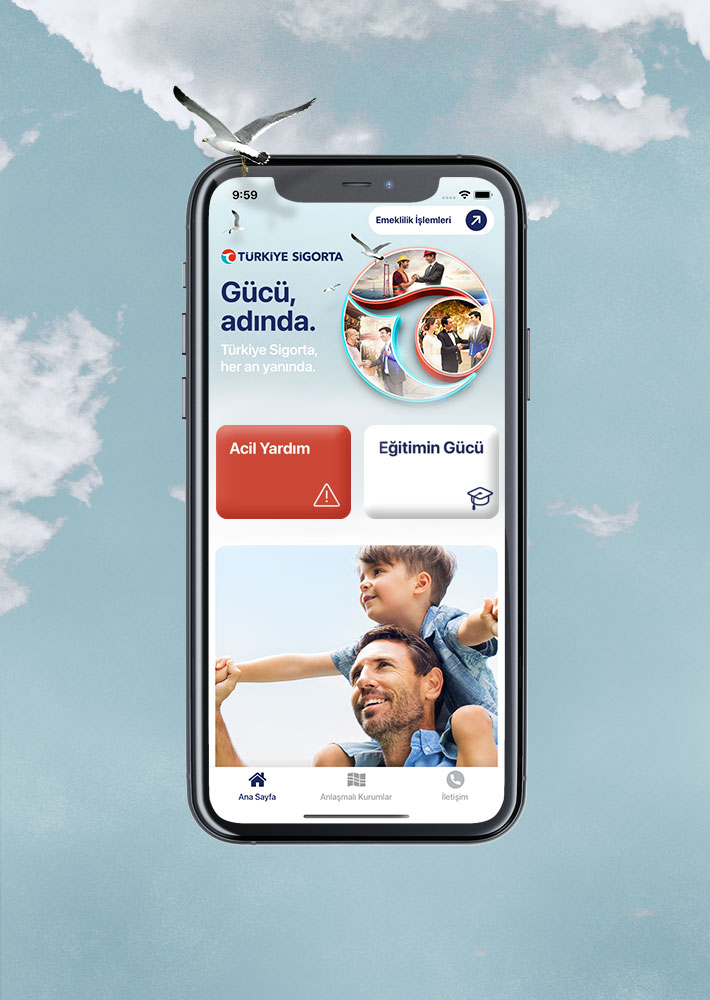 9:59
Emeklilik İşlemleri
TÜRKİYE SİGORTA
Gücü,
adında.
Türkiye Sigorta,
her an yanında.
Acil Yardım
Eğitimin Gücü
Ana Sayfa
Anlaşmalı Kurumlar
İletişim